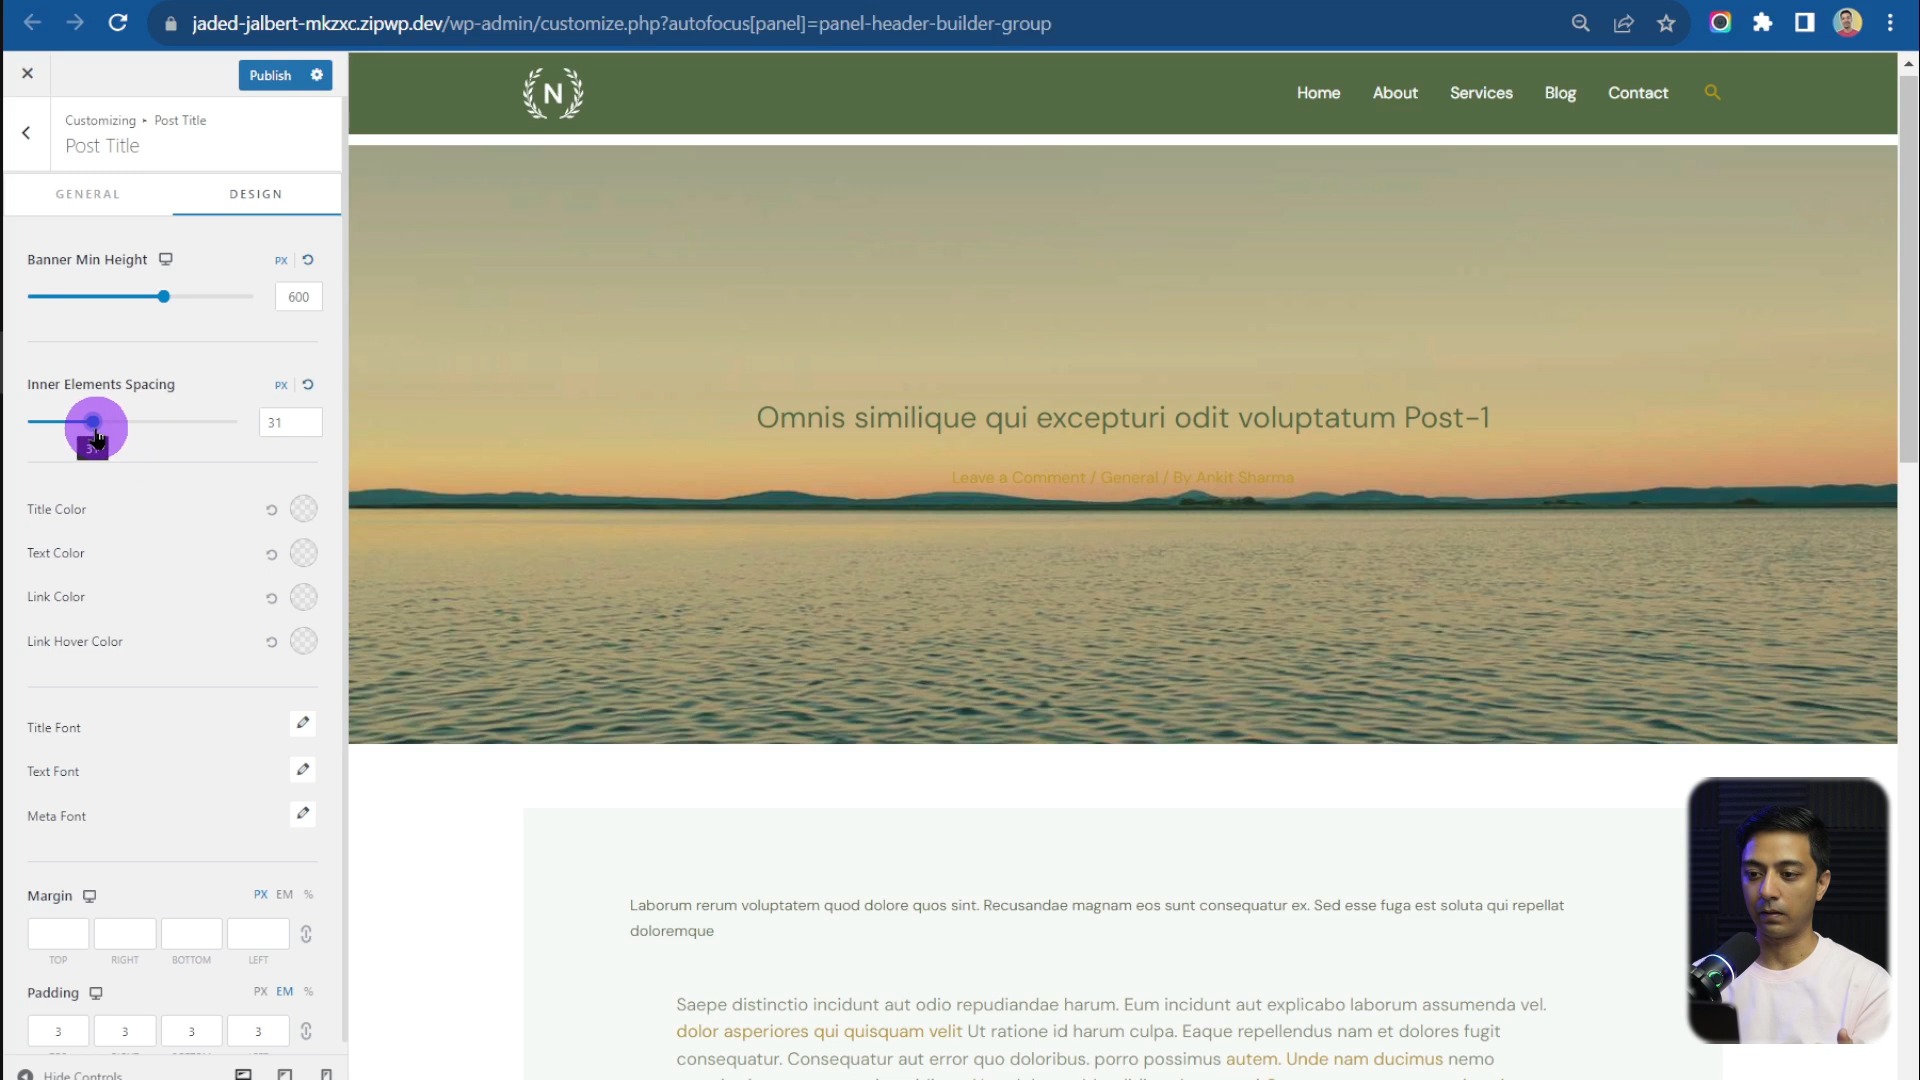 jaded-jalbert-mkzxc.zipwp.dev/wp-admin/customize.php?autofocus[panel]=panel-header-builder-group
Publish
Customizing ▸ Post Title
Post Title
GENERAL DESIGN
Banner Min Height PX
600
Inner Elements Spacing PX
31
Title Color
Text Color
Link Color
Link Hover Color
Title Font
Text Font
Meta Font
Margin PX EM %
TOP RIGHT BOTTOM LEFT
Padding PX EM %
3 3 3 3
Hide Controls
N
Home About Services Blog Contact
Omnis similique qui excepturi odit voluptatum Post-1
Leave a Comment / General / By Ankit Sharma
Laborum rerum voluptatem quod dolore quos sint. Recusandae magnam eos sunt consequatur ex. Sed esse fuga est soluta qui repellat
doloremque
Saepe distinctio incidunt aut odio repudiandae harum. Eum incidunt aut explicabo laborum assumenda vel.
dolor asperiores qui quisquam velit Ut ratione id harum culpa. Eaque repellendus nam et dolores fugit
consequatur. Consequatur aut error quo doloribus. porro possimus autem. Unde nam ducimus nemo